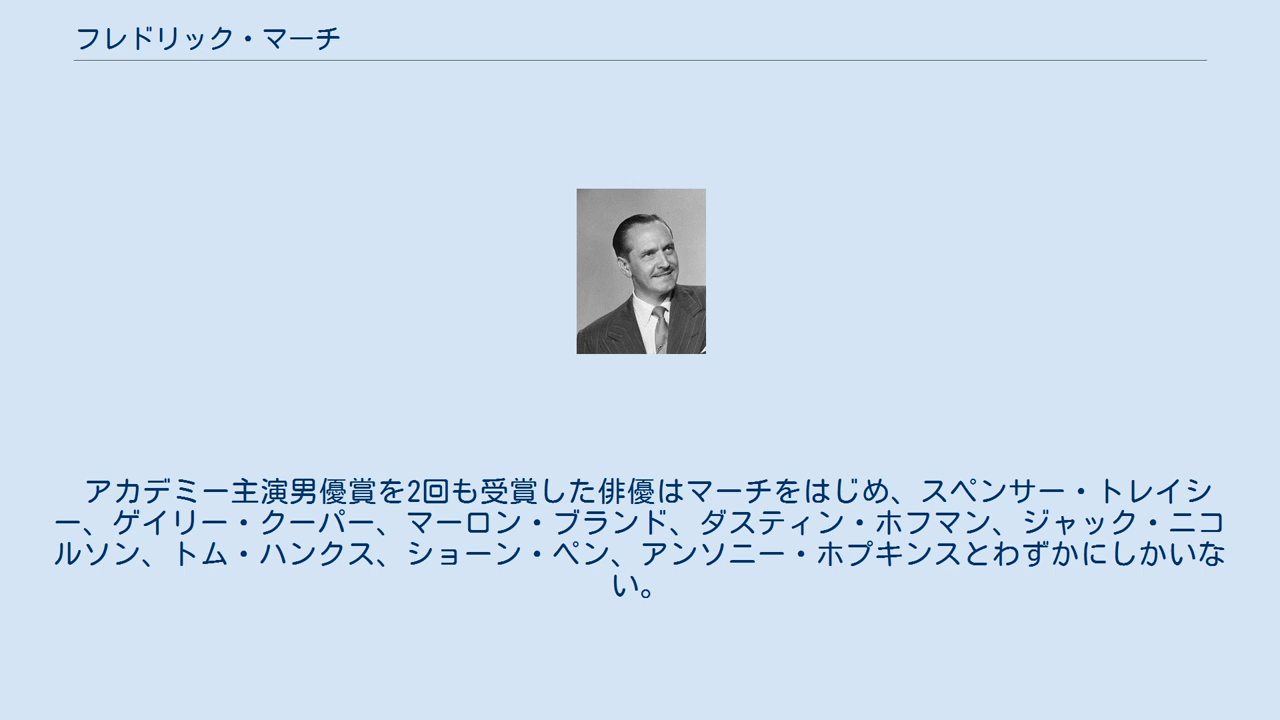 フレドリック・マーチ
アカデミー主演男優賞を2回も受賞した俳優はマーチをはじめ、スペンサー・トレイシ
ー、ゲイリー・クーパー、マーロン・ブランド、ダスティン・ホフマン、ジャック・ニコ
ルソン、トム・ハンクス、ショーン・ペン、アンソニー・ホプキンスとわずかにしかいな
い。